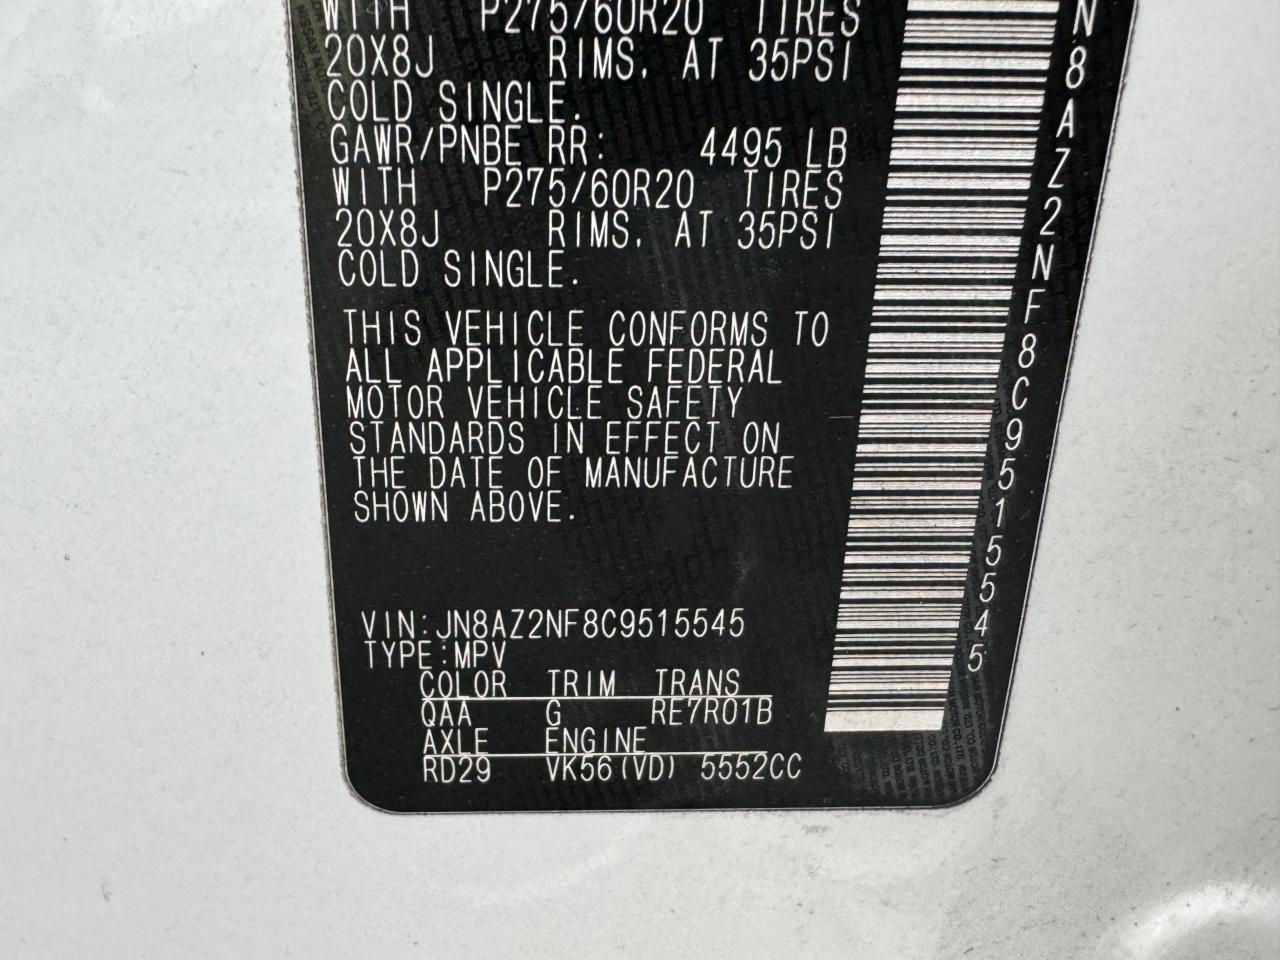 WITH P275/60R20 TIRES
20X8J RIMS, AT 35PSI
COLD SINGLE.
GAWR/PNBE RR: 4495 LB
WITH P275/60R20 TIRES
20X8J RIMS, AT 35PSI
COLD SINGLE.
THIS VEHICLE CONFORMS TO
ALL APPLICABLE FEDERAL
MOTOR VEHICLE SAFETY
STANDARDS IN EFFECT ON
THE DATE OF MANUFACTURE
SHOWN ABOVE.
VIN:JN8AZ2NF8C9515545
TYPE:MPV
COLOR TRIM TRANS
QAA G RE7R01B
AXLE ENGINE
RD29 VK56(VD) 5552CC
N8AZ2NF8C9515545